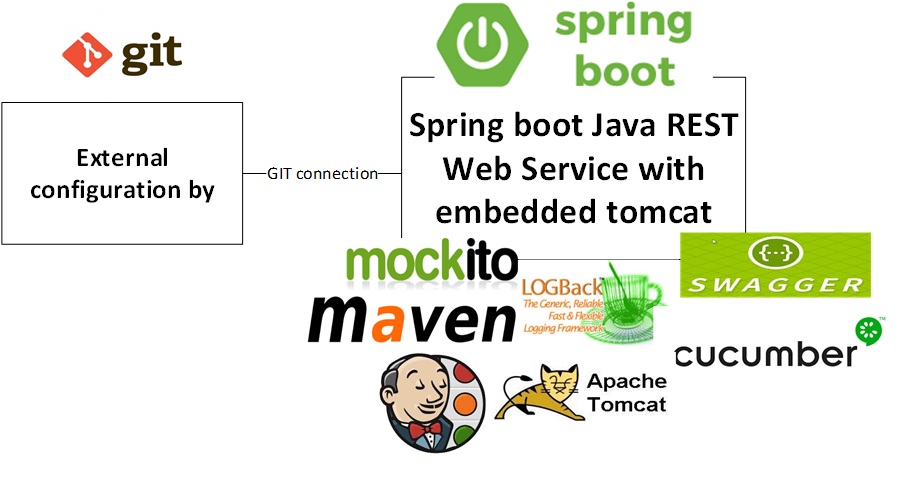 git
spring
boot
External
configuration by
GIT connection
Spring boot Java REST
Web Service with
embedded tomcat
mockito
{···}
SWAGGER
maven
LOGBack
The Generic, Reliable
Fast & Flexible
Logging Framework
cucumber
TM
Apache
Tomcat